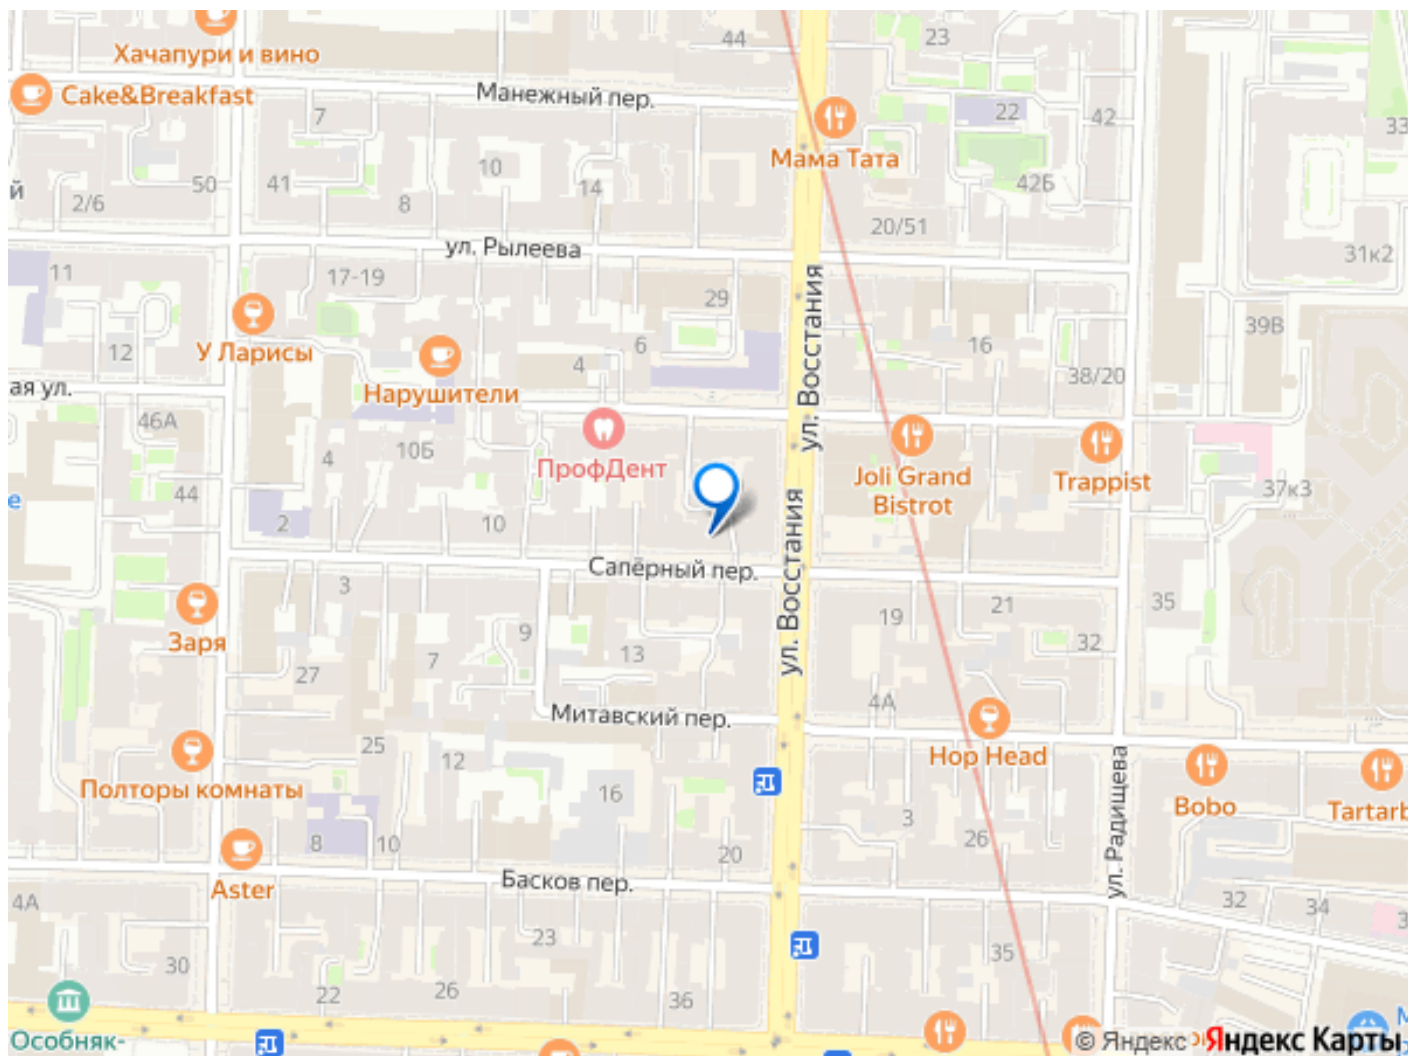 44
23
Хачапури и вино
Cake&Breakfast
Манежный пер.
7
22
42
33
Мама Тата
10
14
41
50
й
2/6
8
42Б
20/51
ул. Рылеева
31к2
11
17-19
29
ул. Восстания
39В
У Ларисы
12
6
16
4
38/20
Нарушители
ая ул.
46А
10Б
4
ПрофДент
Joli Grand
Bistrot
Trappist
44
37к3
е
2
10
ул. Восстания
Сапёрный пер.
3
35
21
19
Заря
9
32
7
13
27
4А
Митавский пер.
Hop Head
25
12
Полторы комнаты
16
Bobo
Tartarb
ул. Радищева
3
26
8
10
20
Aster
Басков пер.
4А
32
34
3
23
35
30
22
26
36
Особняк-
© Яндекс
Яндекс Карты